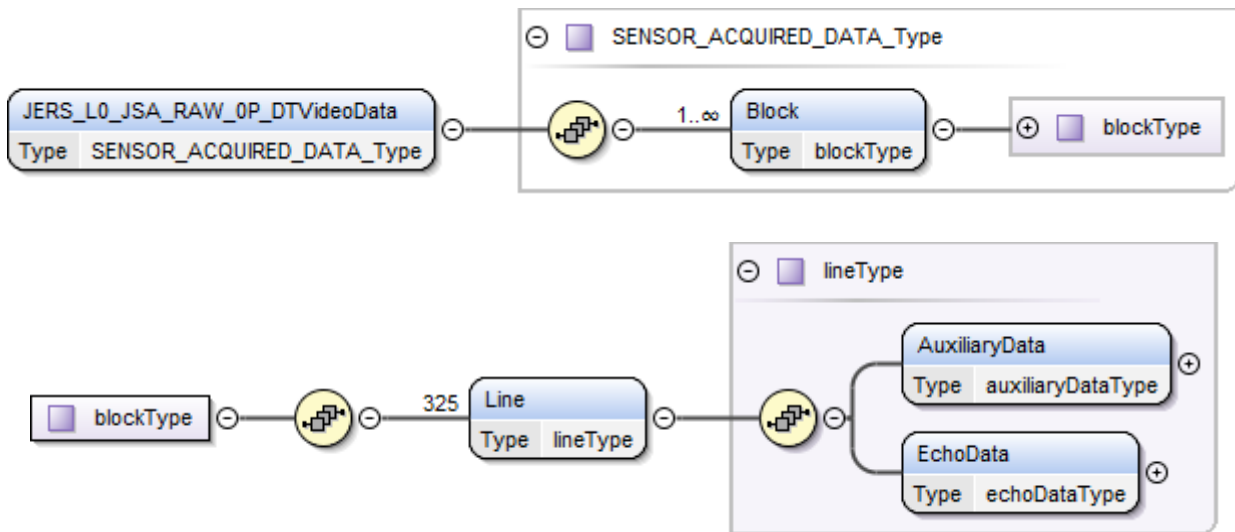 SENSOR_ACQUIRED_DATA_Type
JERS_L0_JSA_RAW_0P_DTVideoData
Type SENSOR_ACQUIRED_DATA_Type
1..∞
Block
Type blockType
blockType
lineType
blockType
325
Line
Type lineType
AuxiliaryData
Type auxiliaryDataType
EchoData
Type echoDataType